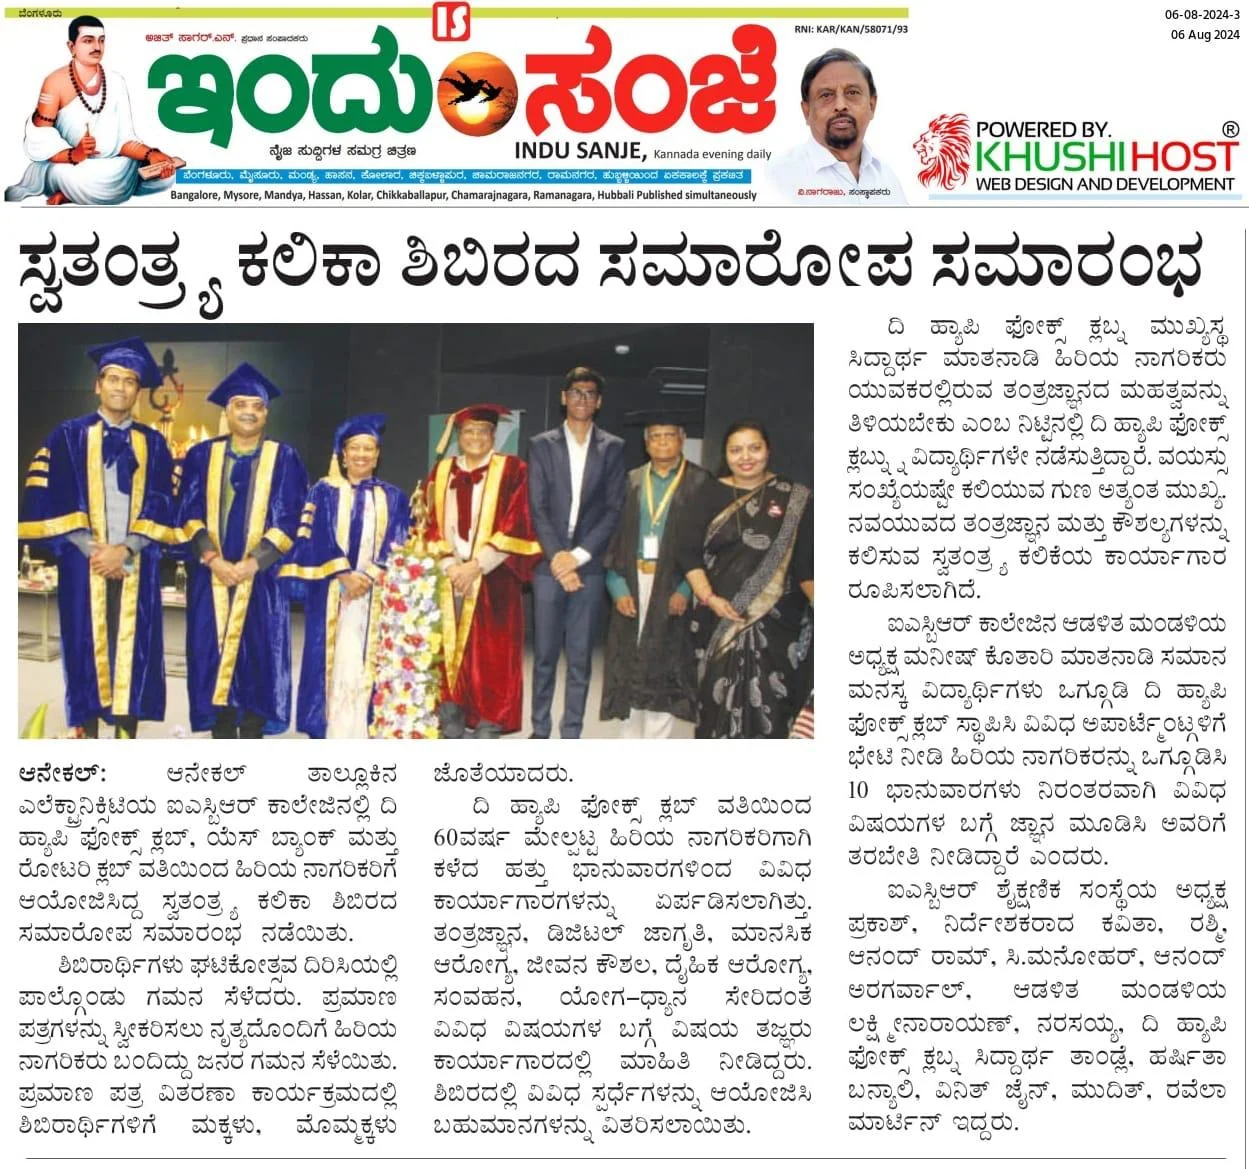 ಬೆಂಗಳೂರು
06-08-2024-3
06 Aug 2024
ಅಜಿತ್ ಸಾಗರ್.ಎನ್. ಪ್ರಧಾನ ಸಂಪಾದಕರು
IS
RNI: KAR/KAN/58071/93
ಇಂದು ಸಂಜೆ
ನೈಜ ಸುದ್ದಿಗಳ ಸಮಗ್ರ ಚಿತ್ರಣ
INDU SANJE, Kannada evening daily
ಬೆಂಗಳೂರು, ಮೈಸೂರು, ಮಂಡ್ಯ, ಹಾಸನ, ಕೋಲಾರ, ಚಿಕ್ಕಬಳ್ಳಾಪುರ, ಚಾಮರಾಜನಗರ, ರಾಮನಗರ, ಹುಬ್ಬಳ್ಳಿಯಿಂದ ಏಕಕಾಲಕ್ಕೆ ಪ್ರಕಟಿತ
Bangalore, Mysore, Mandya, Hassan, Kolar, Chikkaballapur, Chamarajnagara, Ramanagara, Hubbali Published simultaneously
ವಿ.ನಾಗರಾಜು, ಸಂಸ್ಥಾಪಕರು
POWERED BY. ®
KHUSHI HOST
WEB DESIGN AND DEVELOPMENT
ಸ್ವತಂತ್ರ್ಯ ಕಲಿಕಾ ಶಿಬಿರದ ಸಮಾರೋಪ ಸಮಾರಂಭ
ಆನೇಕಲ್: ಆನೇಕಲ್ ತಾಲ್ಲೂಕಿನ
ಎಲೆಕ್ಟ್ರಾನಿಕ್ಸಿಟಿಯ ಐಎಸ್ಬಿಆರ್ ಕಾಲೇಜಿನಲ್ಲಿ ದಿ
ಹ್ಯಾಪಿ ಫೋಕ್ಸ್ ಕ್ಲಬ್, ಯೆಸ್ ಬ್ಯಾಂಕ್ ಮತ್ತು
ರೋಟರಿ ಕ್ಲಬ್ ವತಿಯಿಂದ ಹಿರಿಯ ನಾಗರಿಕರಿಗೆ
ಆಯೋಜಿಸಿದ್ದ ಸ್ವತಂತ್ರ್ಯ ಕಲಿಕಾ ಶಿಬಿರದ
ಸಮಾರೋಪ ಸಮಾರಂಭ ನಡೆಯಿತು.
ಶಿಬಿರಾರ್ಥಿಗಳು ಘಟಿಕೋತ್ಸವ ದಿರಿಸಿಯಲ್ಲಿ
ಪಾಲ್ಗೊಂಡು ಗಮನ ಸೆಳೆದರು. ಪ್ರಮಾಣ
ಪತ್ರಗಳನ್ನು ಸ್ವೀಕರಿಸಲು ನೃತ್ಯದೊಂದಿಗೆ ಹಿರಿಯ
ನಾಗರಿಕರು ಬಂದಿದ್ದು ಜನರ ಗಮನ ಸೆಳೆಯಿತು.
ಪ್ರಮಾಣ ಪತ್ರ ವಿತರಣಾ ಕಾರ್ಯಕ್ರಮದಲ್ಲಿ
ಶಿಬಿರಾರ್ಥಿಗಳಿಗೆ ಮಕ್ಕಳು, ಮೊಮ್ಮಕ್ಕಳು
ಜೊತೆಯಾದರು.
ದಿ ಹ್ಯಾಪಿ ಫೋಕ್ಸ್ ಕ್ಲಬ್ ವತಿಯಿಂದ
60ವರ್ಷ ಮೇಲ್ಪಟ್ಟ ಹಿರಿಯ ನಾಗರಿಕರಿಗಾಗಿ
ಕಳೆದ ಹತ್ತು ಭಾನುವಾರಗಳಿಂದ ವಿವಿಧ
ಕಾರ್ಯಾಗಾರಗಳನ್ನು ಏರ್ಪಡಿಸಲಾಗಿತ್ತು.
ತಂತ್ರಜ್ಞಾನ, ಡಿಜಿಟಲ್ ಜಾಗೃತಿ, ಮಾನಸಿಕ
ಆರೋಗ್ಯ, ಜೀವನ ಕೌಶಲ, ದೈಹಿಕ ಆರೋಗ್ಯ,
ಸಂವಹನ, ಯೋಗ-ಧ್ಯಾನ ಸೇರಿದಂತೆ
ವಿವಿಧ ವಿಷಯಗಳ ಬಗ್ಗೆ ವಿಷಯ ತಜ್ಞರು
ಕಾರ್ಯಾಗಾರದಲ್ಲಿ ಮಾಹಿತಿ ನೀಡಿದ್ದರು.
ಶಿಬಿರದಲ್ಲಿ ವಿವಿಧ ಸ್ಪರ್ಧೆಗಳನ್ನು ಆಯೋಜಿಸಿ
ಬಹುಮಾನಗಳನ್ನು ವಿತರಿಸಲಾಯಿತು.
ದಿ ಹ್ಯಾಪಿ ಫೋಕ್ಸ್ ಕ್ಲಬ್ನ ಮುಖ್ಯಸ್ಥ
ಸಿದ್ಧಾರ್ಥ ಮಾತನಾಡಿ ಹಿರಿಯ ನಾಗರಿಕರು
ಯುವಕರಲ್ಲಿರುವ ತಂತ್ರಜ್ಞಾನದ ಮಹತ್ವವನ್ನು
ತಿಳಿಯಬೇಕು ಎಂಬ ನಿಟ್ಟಿನಲ್ಲಿ ದಿ ಹ್ಯಾಪಿ ಫೋಕ್ಸ್
ಕ್ಲಬ್ನ್ನು ವಿದ್ಯಾರ್ಥಿಗಳೇ ನಡೆಸುತ್ತಿದ್ದಾರೆ. ವಯಸ್ಸು
ಸಂಖ್ಯೆಯಷ್ಟೇ ಕಲಿಯುವ ಗುಣ ಅತ್ಯಂತ ಮುಖ್ಯ.
ನವಯುವದ ತಂತ್ರಜ್ಞಾನ ಮತ್ತು ಕೌಶಲ್ಯಗಳನ್ನು
ಕಲಿಸುವ ಸ್ವತಂತ್ರ್ಯ ಕಲಿಕೆಯ ಕಾರ್ಯಾಗಾರ
ರೂಪಿಸಲಾಗಿದೆ.
ಐಎಸ್ಬಿಆರ್ ಕಾಲೇಜಿನ ಆಡಳಿತ ಮಂಡಳಿಯ
ಅಧ್ಯಕ್ಷ ಮನೀಷ್ ಕೊತಾರಿ ಮಾತನಾಡಿ ಸಮಾನ
ಮನಸ್ಕ ವಿದ್ಯಾರ್ಥಿಗಳು ಒಗ್ಗೂಡಿ ದಿ ಹ್ಯಾಪಿ
ಫೋಕ್ಸ್ ಕ್ಲಬ್ ಸ್ಥಾಪಿಸಿ ವಿವಿಧ ಅಪಾರ್ಟ್ಮೆಂಟ್ಗಳಿಗೆ
ಭೇಟಿ ನೀಡಿ ಹಿರಿಯ ನಾಗರಿಕರನ್ನು ಒಗ್ಗೂಡಿಸಿ
10 ಭಾನುವಾರಗಳು ನಿರಂತರವಾಗಿ ವಿವಿಧ
ವಿಷಯಗಳ ಬಗ್ಗೆ ಜ್ಞಾನ ಮೂಡಿಸಿ ಅವರಿಗೆ
ತರಬೇತಿ ನೀಡಿದ್ದಾರೆ ಎಂದರು.
ಐಎಸ್ಬಿಆರ್ ಶೈಕ್ಷಣಿಕ ಸಂಸ್ಥೆಯ ಅಧ್ಯಕ್ಷ
ಪ್ರಕಾಶ್, ನಿರ್ದೇಶಕರಾದ ಕವಿತಾ, ರಶ್ಮಿ,
ಆನಂದ್ ರಾಮ್, ಸಿ.ಮನೋಹರ್, ಆನಂದ್
ಅರಗರ್ವಾಲ್, ಆಡಳಿತ ಮಂಡಳಿಯ
ಲಕ್ಷ್ಮೀನಾರಾಯಣ್, ನರಸಯ್ಯ, ದಿ ಹ್ಯಾಪಿ
ಫೋಕ್ಸ್ ಕ್ಲಬ್ನ ಸಿದ್ದಾರ್ಥ ತಾಂಡ್ಲೆ, ಹರ್ಷಿತಾ
ಬನ್ಯಾಲಿ, ವಿನಿತ್ ಜೈನ್, ಮುದಿತ್, ರವೆಲಾ
ಮಾರ್ಟಿನ್ ಇದ್ದರು.